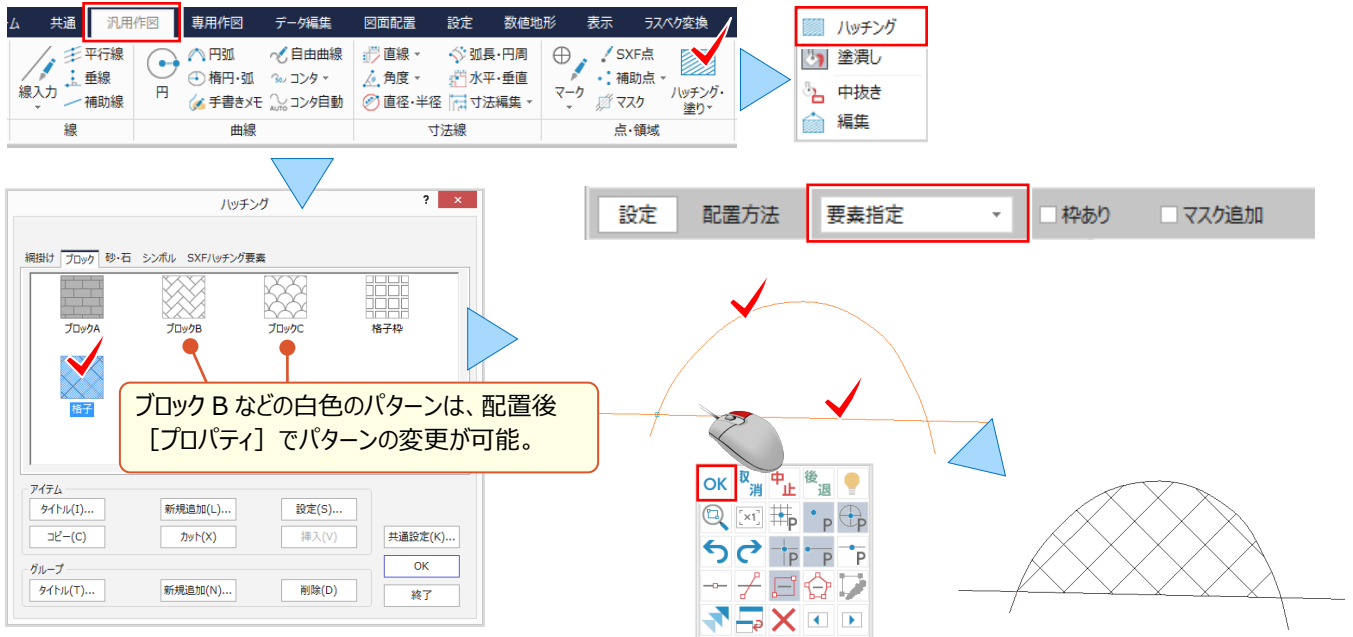 ム 共通 汎用作図 専用作図 データ編集 図面配置 設定 数値地形 表示 ラスベク変換
平行線 円弧 自由曲線 直線 弧長・円周 SXF点
垂線 楕円・弧 コンタ 角度 水平・垂直 補助点
線入力 補助線 円 手書きメモ AUTO コンタ自動 直径・半径 寸法編集 マーク マスク ハッチング・
塗り
線 曲線 寸法線 点・領域
ハッチング
塗潰し
中抜き
編集
ハッチング ? ×
網掛け ブロック 砂・石 シンボル SXFハッチング要素
ブロックA ブロックB ブロックC 格子枠
格子
ブロック B などの白色のパターンは、配置後
［プロパティ］でパターンの変更が可能。
アイテム
タイトル(I)... 新規追加(L)... 設定(S)...
コピー(C) カット(X) 挿入(V) 共通設定(K)...
グループ
OK
タイトル(T)... 新規追加(N)... 削除(D) 終了
設定 配置方法 要素指定 枠あり マスク追加
OK 取消 中止 後退
×1 P P P
P P P